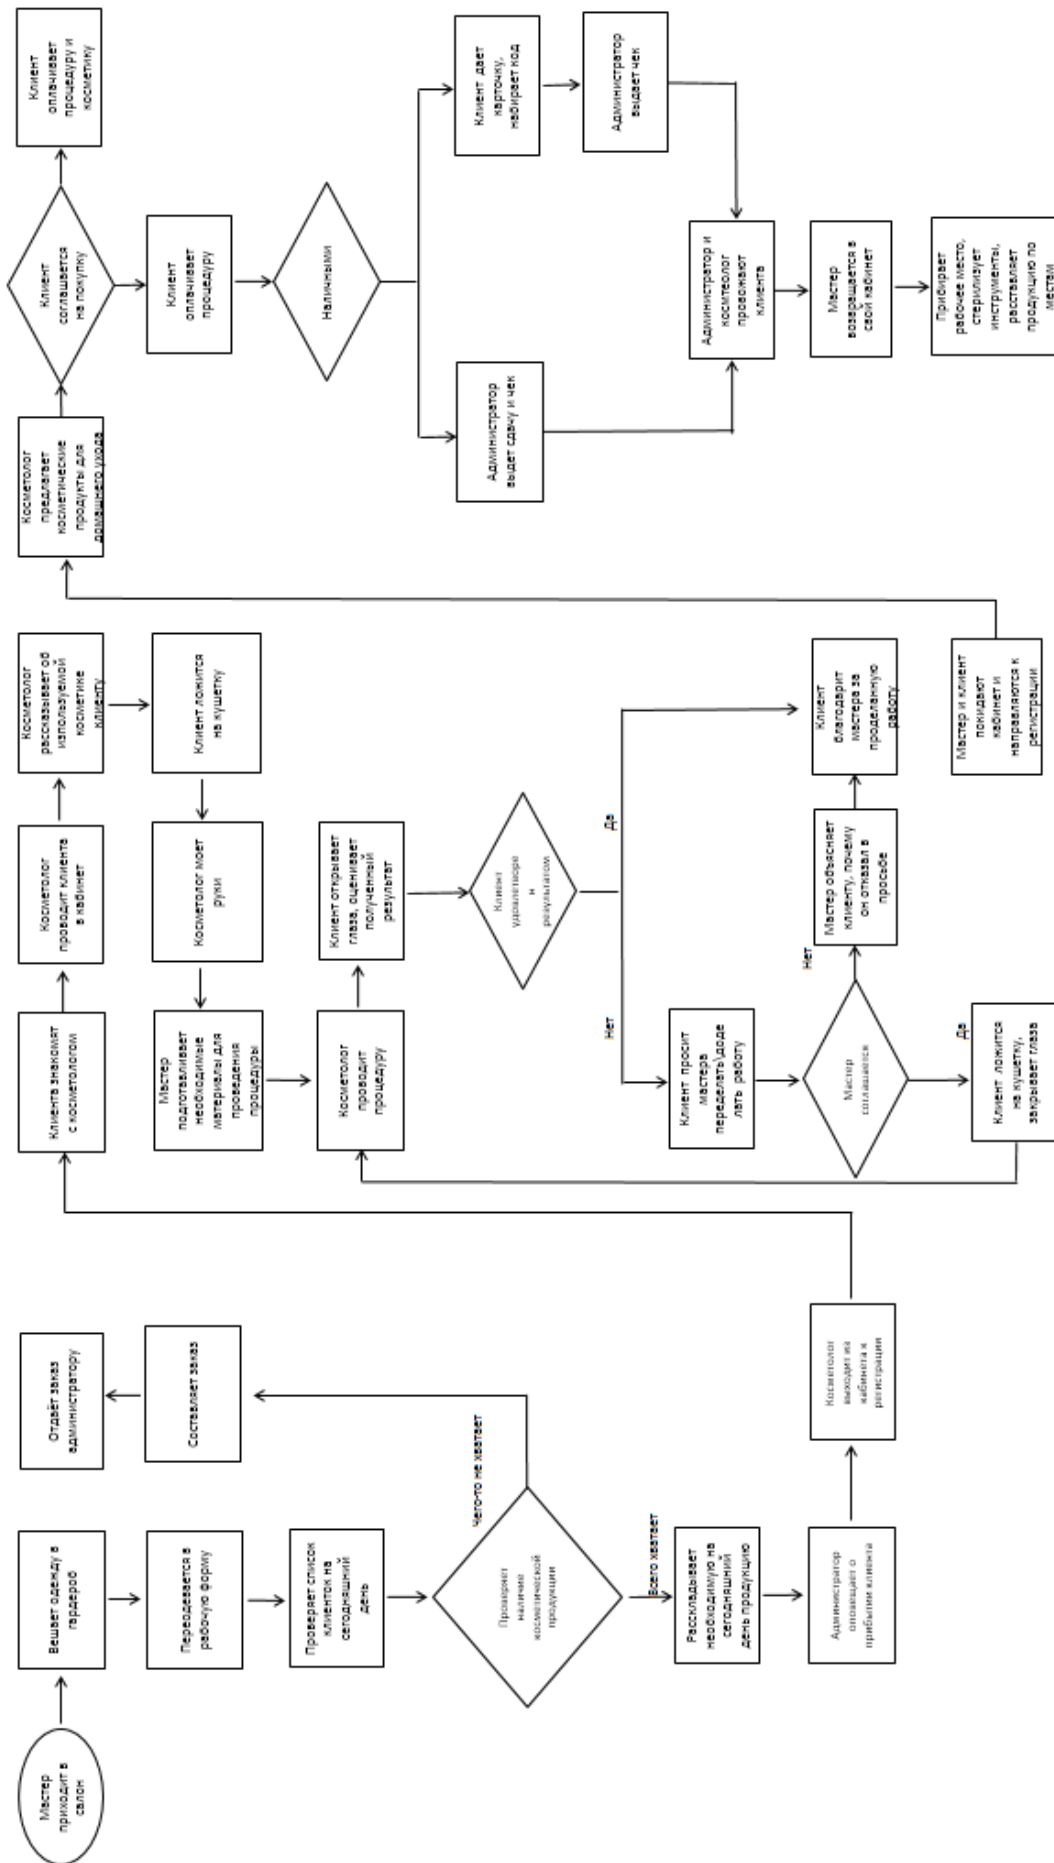 Мастер
приходит в
салон
Вешает одежду в
гардероб
Переодевается в
рабочую форму
Проверяет список
клиенток на
сегодняшний
день
Проверяет
наличие
косметической
продукции
Чего-то не хватает
Составляет заказ
Отдаёт заказ
администратору
Всего хватает
Расскладывает
необходимую на
сегодняшний
день продукцию
Администратор
оповещает о
прибытии клиента
Косметолог
выходит из
кабинета к
регистрации
Клиента знакомят
с косметологом
Косметолог
проводит клиента
в кабинет
Косметолог
рассказывает об
изпользуемой
косметике
клиенту
Клиент ложится
на кушетку
Косметолог моет
руки
Мастер
подготавливает
необходимые
материалы для
проведения
процедуры
Косметолог
проводит
процедуру
Клиент открывает
глаза, оценивает
полученный
результат
Клиент
удовлетворе
н
результатом
Нет
Да
Клиент просит
мастера
переделать\доде
лать работу
Мастер
соглашается
Нет
Мастер объясняет
клиенту, почему
он отказал в
просьбе
Клиент
благодарит
мастера за
проделанную
работу
Да
Клиент ложится
на кушетку,
закрывает глаза
Мастер и клиент
покидают
кабинет и
направляются к
регистрации
Косметолог
предлагает
косметические
продукты для
домашнего ухода
Клиент
соглашается
на покупку
Клиент
оплачивает
процедуру и
косметику
Клиент
оплачивает
процедуру
Наличными
Администратор
выдет сдачу и чек
Клиент дает
карточку,
набирает код
Администратор
выдает чек
Администратор и
косметеолог
провожают
клиента
Мастер
возвращается в
свой кабинет
Прибирает
рабочее место,
стерилизует
инструменты,
расставляет
продукцию по
местам